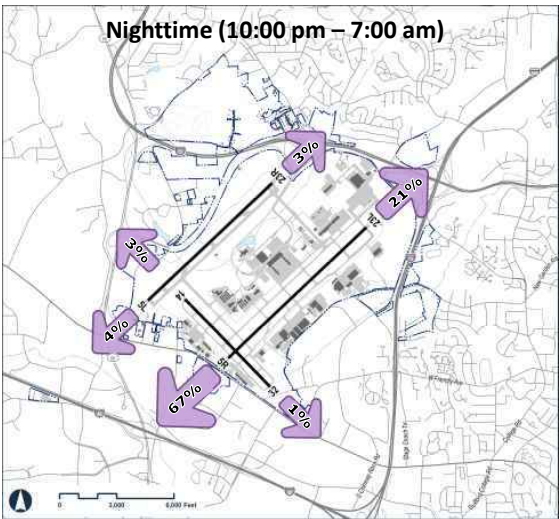 Nighttime (10:00 pm – 7:00 am)
3%
23R
21%
23L
3%
5L
14
4%
5R
67%
32
1%
0
3,000
6,000 Feet